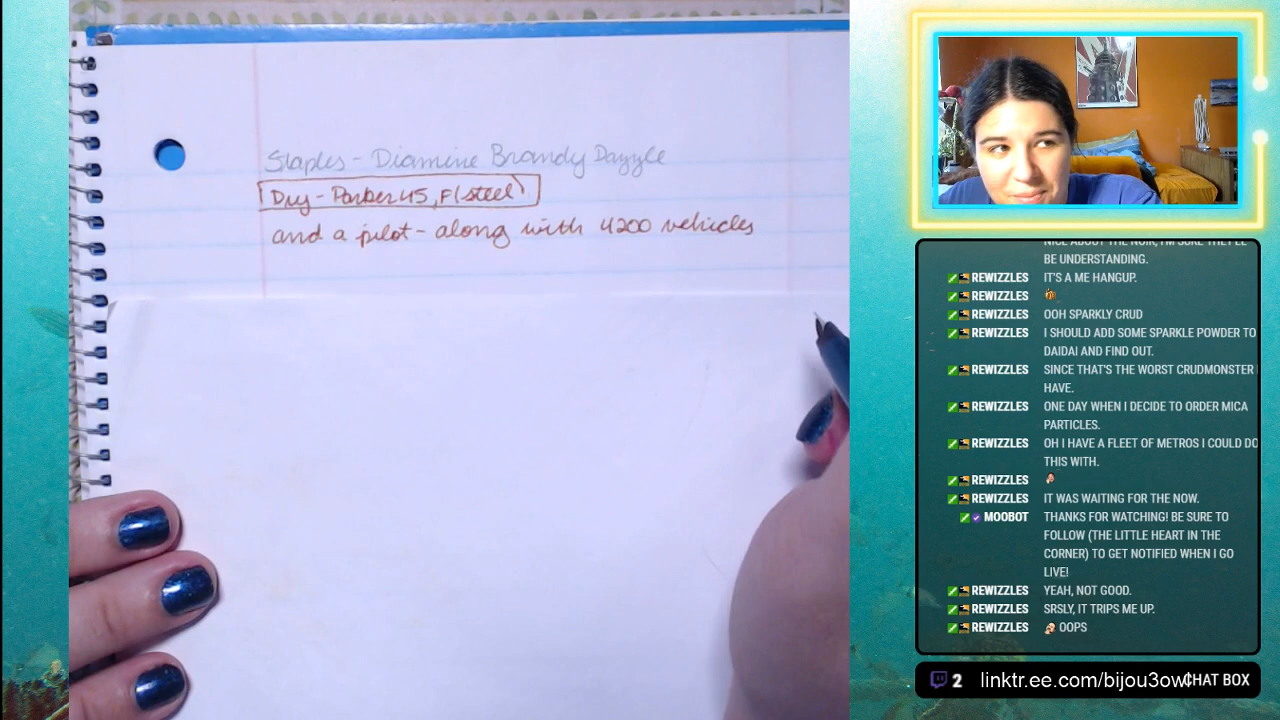 Staples - Diamine Brandy Dazzle
Dry - Parker 45, F (steel)
and a pilot - along with 4200 vehicles
NICE ABOUT THE NOIR, I'M SURE THEY'LL
BE UNDERSTANDING.
REWIZZLES IT'S A ME HANGUP.
REWIZZLES
REWIZZLES OOH SPARKLY CRUD
REWIZZLES I SHOULD ADD SOME SPARKLE POWDER TO
DAIDAI AND FIND OUT.
REWIZZLES SINCE THAT'S THE WORST CRUDMONSTER I
HAVE.
REWIZZLES ONE DAY WHEN I DECIDE TO ORDER MICA
PARTICLES.
REWIZZLES OH I HAVE A FLEET OF METROS I COULD DO
THIS WITH.
REWIZZLES
REWIZZLES IT WAS WAITING FOR THE NOW.
MOOBOT THANKS FOR WATCHING! BE SURE TO
FOLLOW (THE LITTLE HEART IN THE
CORNER) TO GET NOTIFIED WHEN I GO
LIVE!
REWIZZLES YEAH, NOT GOOD.
REWIZZLES SRSLY, IT TRIPS ME UP.
REWIZZLES OOPS
2 linktr.ee.com/bijou3owl CHAT BOX